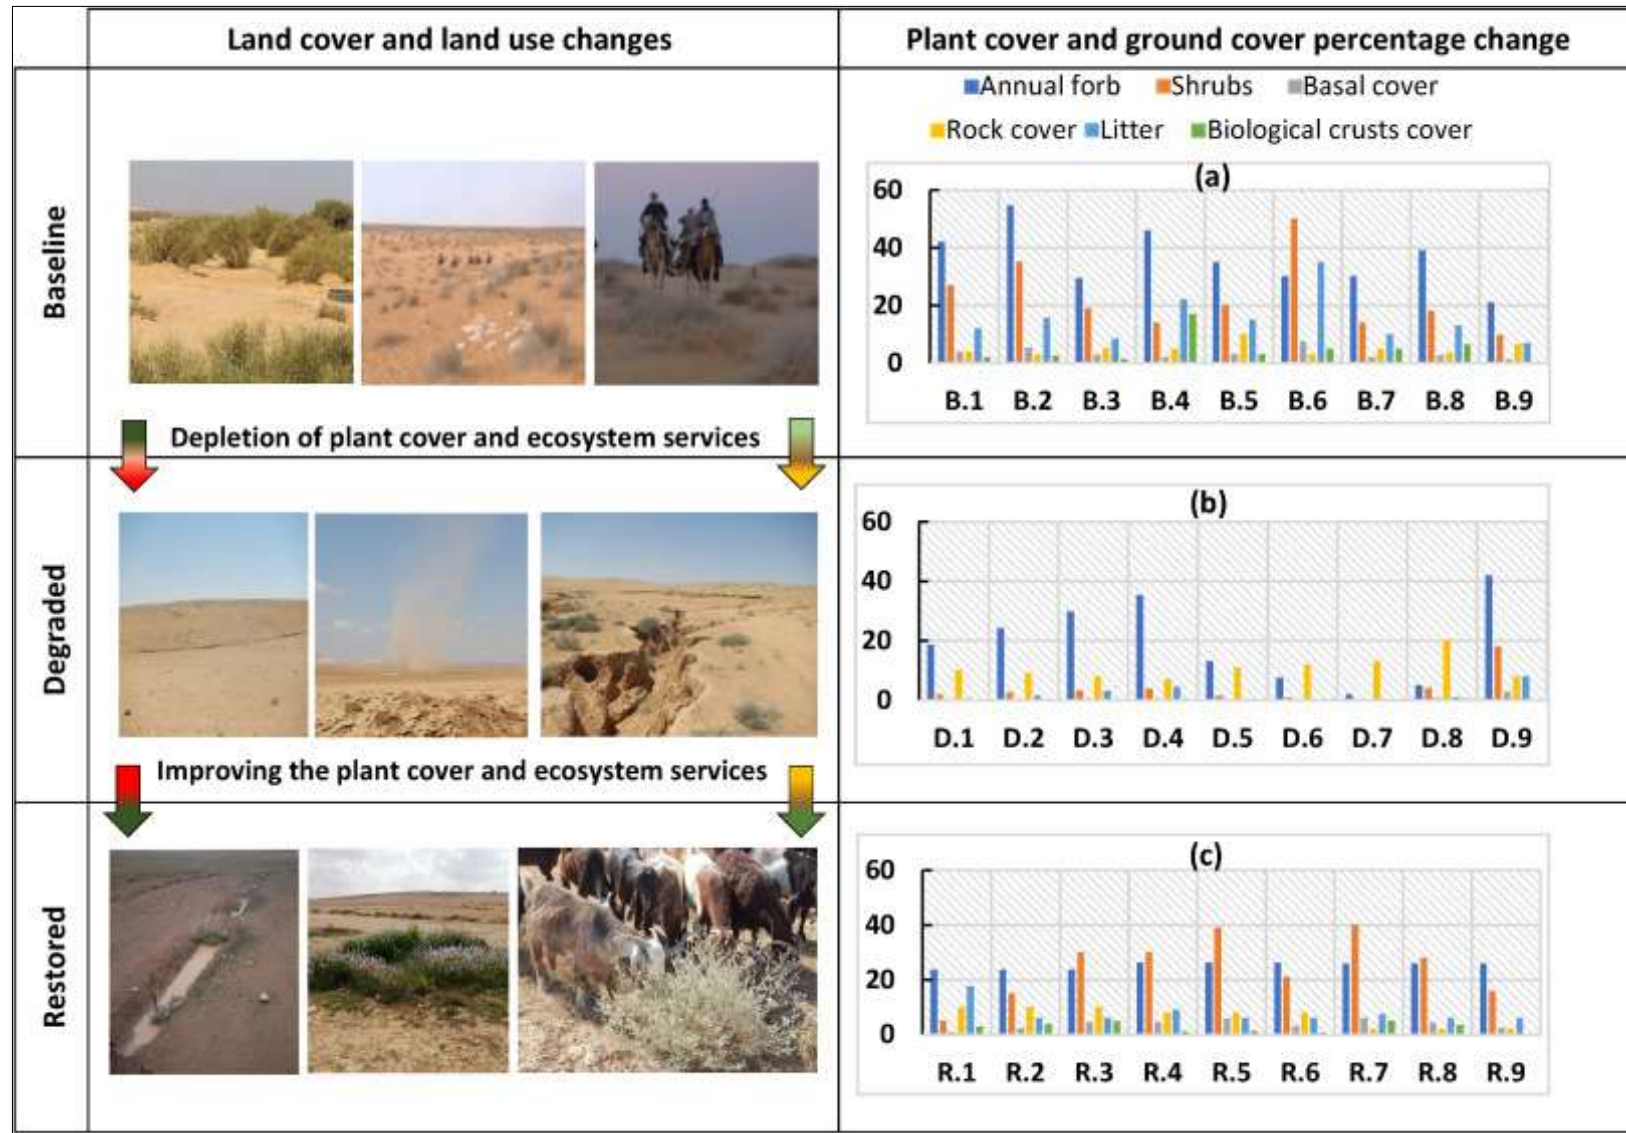 Land cover and land use changes
Plant cover and ground cover percentage change
Baseline
Annual forb Shrubs Basal cover
Rock cover Litter Biological crusts cover
(a)
60
40
20
0
B.1 B.2 B.3 B.4 B.5 B.6 B.7 B.8 B.9
Depletion of plant cover and ecosystem services
Degraded
(b)
60
40
20
0
D.1 D.2 D.3 D.4 D.5 D.6 D.7 D.8 D.9
Improving the plant cover and ecosystem services
Restored
(c)
60
40
20
0
R.1 R.2 R.3 R.4 R.5 R.6 R.7 R.8 R.9